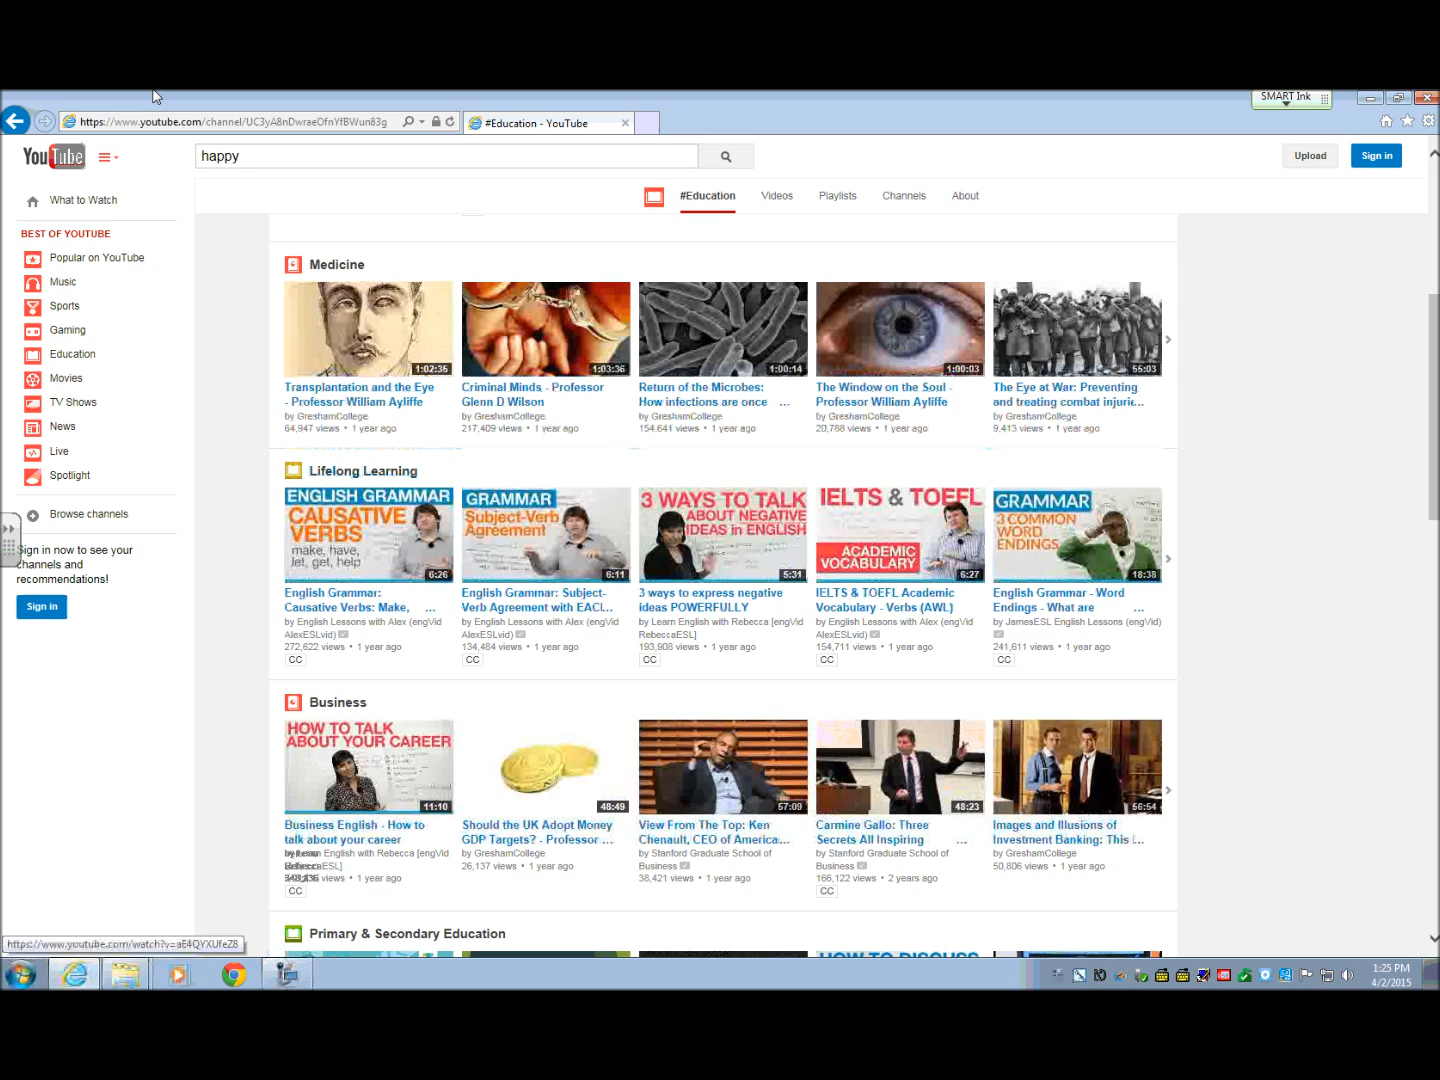 SMART Ink
https://www.youtube.com/channel/UC3yA8nDwraeOfnYfBWun83g
#Education - YouTube
YouTube
happy
Upload
Sign in
#Education
Videos
Playlists
Channels
About
What to Watch
BEST OF YOUTUBE
Popular on YouTube
Music
Sports
Gaming
Education
Movies
TV Shows
News
Live
Spotlight
Browse channels
Sign in now to see your
channels and
recommendations!
Sign in
Medicine
1:02:35
1:03:36
1:00:14
1:00:03
55:03
Transplantation and the Eye
- Professor William Ayliffe
by GreshamCollege
64,947 views • 1 year ago
Criminal Minds - Professor
Glenn D Wilson
by GreshamCollege
217,409 views • 1 year ago
Return of the Microbes:
How infections are once ...
by GreshamCollege
154,641 views • 1 year ago
The Window on the Soul -
Professor William Ayliffe
by GreshamCollege
20,788 views • 1 year ago
The Eye at War: Preventing
and treating combat injurie...
by GreshamCollege
9,413 views • 1 year ago
Lifelong Learning
ENGLISH GRAMMAR
CAUSATIVE
VERBS
make, have,
let, get, help
6:26
GRAMMAR
Subject-Verb
Agreement
6:11
3 WAYS TO TALK
ABOUT NEGATIVE
IDEAS in ENGLISH
5:31
IELTS & TOEFL
ACADEMIC
VOCABULARY
6:27
GRAMMAR
3 COMMON
WORD
ENDINGS
18:38
English Grammar:
Causative Verbs: Make, ...
by English Lessons with Alex (engVid
AlexESLvid)
272,622 views • 1 year ago
CC
English Grammar: Subject-
Verb Agreement with EACH...
by English Lessons with Alex (engVid
AlexESLvid)
134,484 views • 1 year ago
CC
3 ways to express negative
ideas POWERFULLY
by Learn English with Rebecca [engVid
RebeccaESL]
193,908 views • 1 year ago
CC
IELTS & TOEFL Academic
Vocabulary - Verbs (AWL)
by English Lessons with Alex (engVid
AlexESLvid)
154,711 views • 1 year ago
CC
English Grammar - Word
Endings - What are ...
by JamesESL English Lessons (engVid)
241,611 views • 1 year ago
CC
Business
HOW TO TALK
ABOUT YOUR CAREER
11:10
48:49
57:09
48:23
56:54
Business English - How to
talk about your career
English with Rebecca [engVid
views • 1 year ago
CC
Should the UK Adopt Money
GDP Targets? - Professor ...
by GreshamCollege
26,137 views • 1 year ago
View From The Top: Ken
Chenault, CEO of America...
by Stanford Graduate School of
Business
38,421 views • 1 year ago
Carmine Gallo: Three
Secrets All Inspiring ...
by Stanford Graduate School of
Business
166,122 views • 2 years ago
CC
Images and Illusions of
Investment Banking: This ...
by GreshamCollege
50,806 views • 1 year ago
Primary & Secondary Education
HOW TO DISCUSS
https://www.youtube.com/watch?v=aE4QYXUfeZ8
1:25 PM
4/2/2015